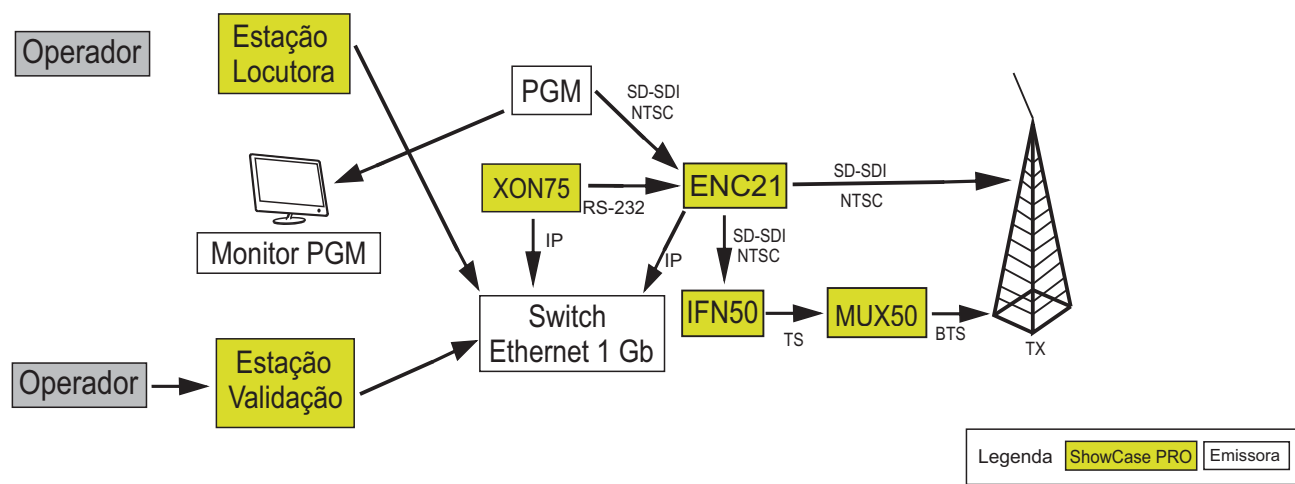 Operador
Estação
Locutora
PGM
SD-SDI
NTSC
XON75
RS-232
ENC21
SD-SDI
NTSC
Monitor PGM
IP
IP
SD-SDI
NTSC
Switch
Ethernet 1 Gb
IFN50
TS
MUX50
BTS
TX
Operador
Estação
Validação
Legenda
ShowCase PRO
Emissora